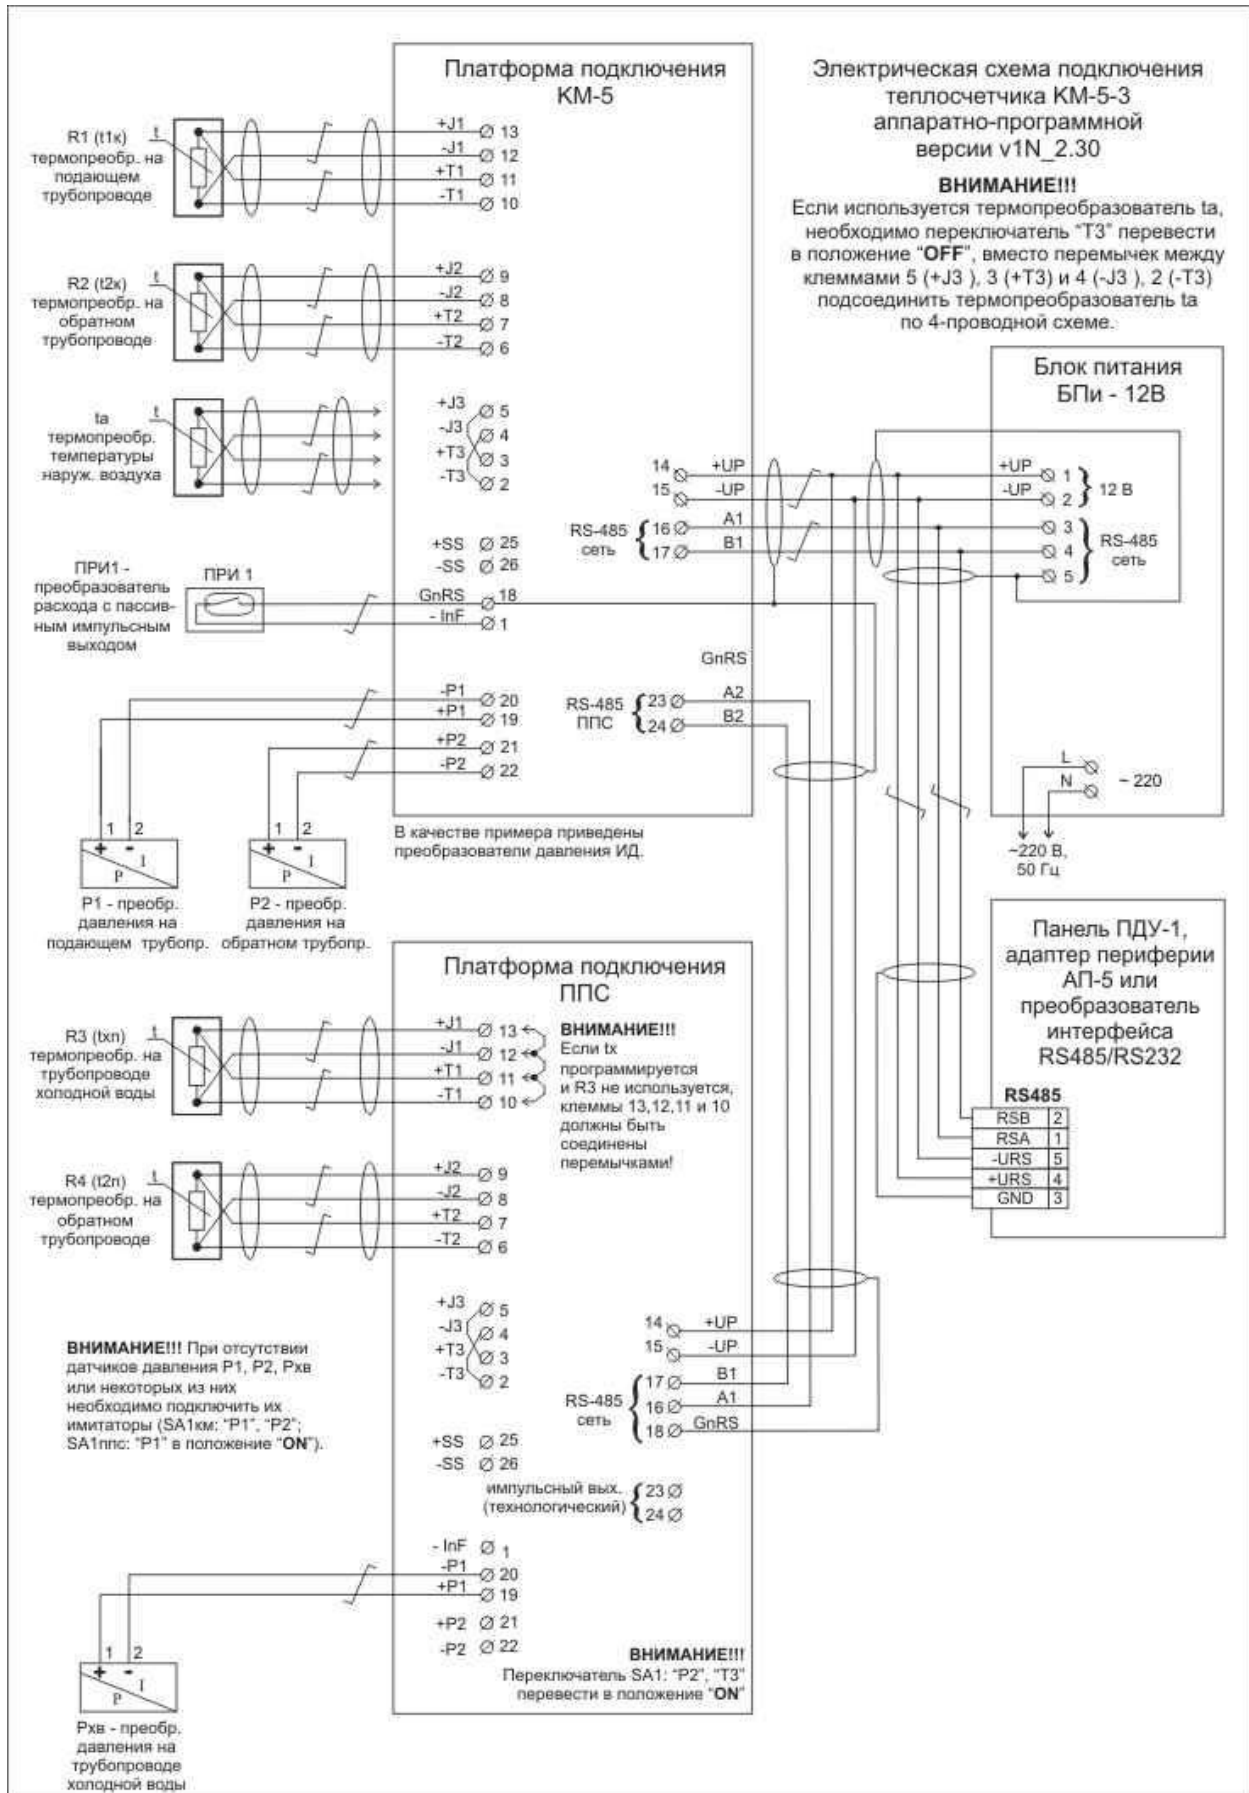 Платформа подключения
КМ-5
Электрическая схема подключения
теплосчетчика КМ-5-3
аппаратно-программной
версии v1N_2.30
ВНИМАНИЕ!!!
Если используется термопреобразователь ta,
необходимо переключатель "Т3" перевести
в положение "OFF", вместо перемычек между
клеммами 5 (+J3 ), 3 (+T3) и 4 (-J3 ), 2 (-T3)
подсоединить термопреобразователь ta
по 4-проводной схеме.
R1 (t1к)
термопреобр. на
подающем
трубопроводе
t
+J1 13
-J1 12
+T1 11
-T1 10
R2 (t2к)
термопреобр. на
обратном
трубопроводе
t
+J2 9
-J2 8
+T2 7
-T2 6
ta
термопреобр.
температуры
наруж. воздуха
t
+J3 5
-J3 4
+T3 3
-T3 2
14 +UP
15 -UP
RS-485
сеть
16 A1
17 B1
Блок питания
БПи - 12В
+UP 1
-UP 2
12 В
3
4
5
RS-485
сеть
+SS 25
-SS 26
ПРИ1 -
преобразователь
расхода с пассив-
ным импульсным
выходом
ПРИ 1
GnRS 18
- InF 1
GnRS
-P1 20
+P1 19
+P2 21
-P2 22
RS-485
ППС
23 A2
24 B2
L
N
~ 220
~220 В,
50 Гц
1 2
+ -
P I
1 2
+ -
P I
P1 - преобр.
давления на
подающем трубопр.
P2 - преобр.
давления на
обратном трубопр.
В качестве примера приведены
преобразователи давления ИД.
Панель ПДУ-1,
адаптер периферии
АП-5 или
преобразователь
интерфейса
RS485/RS232
RS485
RSB 2
RSA 1
-URS 5
+URS 4
GND 3
Платформа подключения
ППС
R3 (tхп)
термопреобр. на
трубопроводе
холодной воды
t
+J1 13
-J1 12
+T1 11
-T1 10
ВНИМАНИЕ!!!
Если tx
программируется
и R3 не используется,
клеммы 13,12,11 и 10
должны быть
соединены
перемычками!
R4 (t2п)
термопреобр. на
обратном
трубопроводе
t
+J2 9
-J2 8
+T2 7
-T2 6
+J3 5
-J3 4
+T3 3
-T3 2
14 +UP
15 -UP
RS-485
сеть
17 B1
16 A1
18 GnRS
ВНИМАНИЕ!!! При отсутствии
датчиков давления P1, P2, Рхв
или некоторых из них
необходимо подключить их
имитаторы (SA1км: "P1", "P2";
SA1ппс: "P1" в положение "ON").
+SS 25
-SS 26
импульсный вых.
(технологический)
23
24
- InF 1
-P1 20
+P1 19
+P2 21
-P2 22
1 2
+ -
P I
Рхв - преобр.
давления на
трубопроводе
холодной воды
ВНИМАНИЕ!!!
Переключатель SA1: "P2", "Т3"
перевести в положение "ON"